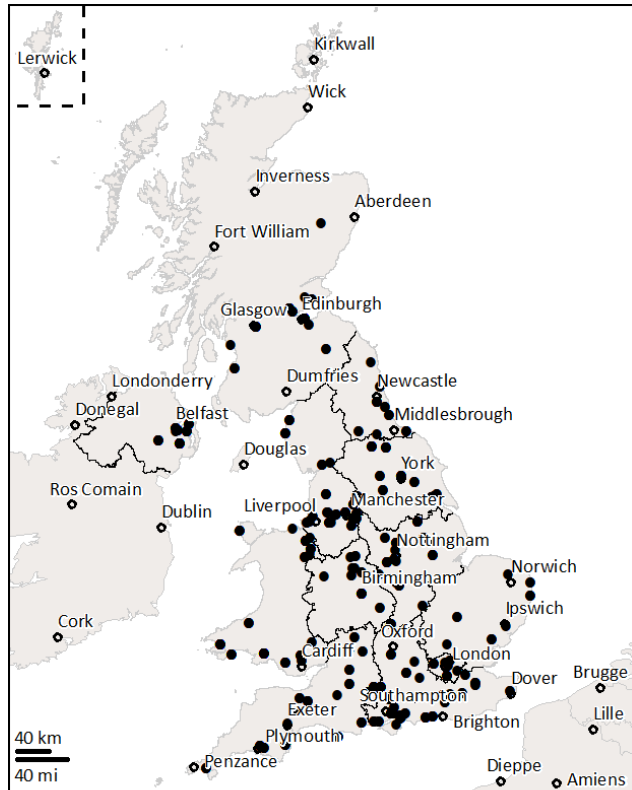 Kirkwall
Lerwick
Wick
Inverness
Aberdeen
Fort William
Glasgow
Edinburgh
Londonderry
Dumfries
Newcastle
Donegal
Belfast
Middlesbrough
Douglas
York
Ros Comain
Liverpool
Manchester
Dublin
Nottingham
Birmingham
Norwich
Ipswich
Cork
Oxford
Cardiff
London
Dover
Southampton
Brugge
Exeter
Brighton
Lille
Plymouth
40 km
Penzance
40 mi
Dieppe
Amiens